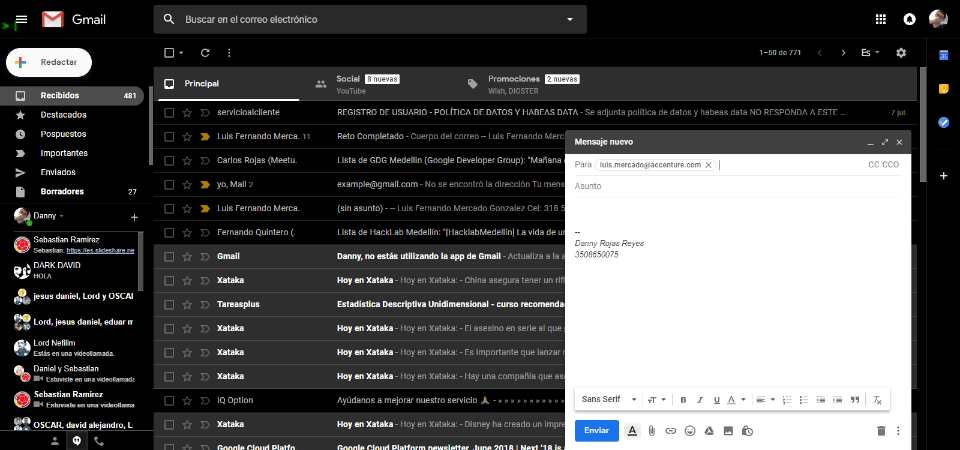 Gmail
Buscar en el correo electrónico
Redactar
1–50 de 771
Es
Recibidos 481
Destacados
Pospuestos
Importantes
Enviados
Borradores 27
Danny
Sebastian Ramirez
Sebastian: https://es.slideshare.ne
DARK DAVID
HOLA
jesus daniel, Lord y OSCA
Lord, jesus daniel, eduar m
Lord Nefilim
Estás en una videollamada.
Daniel y Sebastian
Estuviste en una videollamada
Sebastian Ramirez
Estuviste en una videollama
OSCAR, david alejandro, L
Principal
Social 8 nuevas
YouTube
Promociones 2 nuevas
Wish, DIGSTER
servicioalcliente REGISTRO DE USUARIO - POLÍTICA DE DATOS Y HABEAS DATA - Se adjunta política de datos y habeas data NO RESPONDA A ESTE ... 7 jul.
Luis Fernando Merca. 11 Reto Completado - Cuerpo del correo -- Luis Fernando Merc
Carlos Rojas (Meetu. Lista de GDG Medellin (Google Developer Group): "Mañana
yo, Mail 2 example@gmail.com - No se encontró la dirección Tu mens
Luis Fernando Merca. (sin asunto) - -- Luis Fernando Mercado Gonzalez Cel: 318 5
Fernando Quintero (. Lista de HackLab Medellín: "[HacklabMedellin] La vida de u
Gmail Danny, no estás utilizando la app de Gmail - Actualiza a la a
Xataka Hoy en Xataka - China asegura tener un rifl
Tareasplus Estadística Descriptiva Unidimensional - curso recomenda
Xataka Hoy en Xataka - Hoy en Xataka: - El asesino en serie al que
Xataka Hoy en Xataka - Hoy en Xataka: - Es importante que lanzar
Xataka Hoy en Xataka - Hoy en Xataka: - Hay una compañía que as
IQ Option Ayúdanos a mejorar nuestro servicio 🙏 - » » » » » » » » » »
Xataka Hoy en Xataka - Hoy en Xataka: - Disney ha creado un impre
Google Cloud Platfo. Google Cloud Platform newsletter, June 2018 | Next '18 is
Mensaje nuevo
Para luis.mercado@accenture.com CC CCO
Asunto
--
Danny Rojas Reyes
3508650075
Sans Serif
B I U A
Enviar A